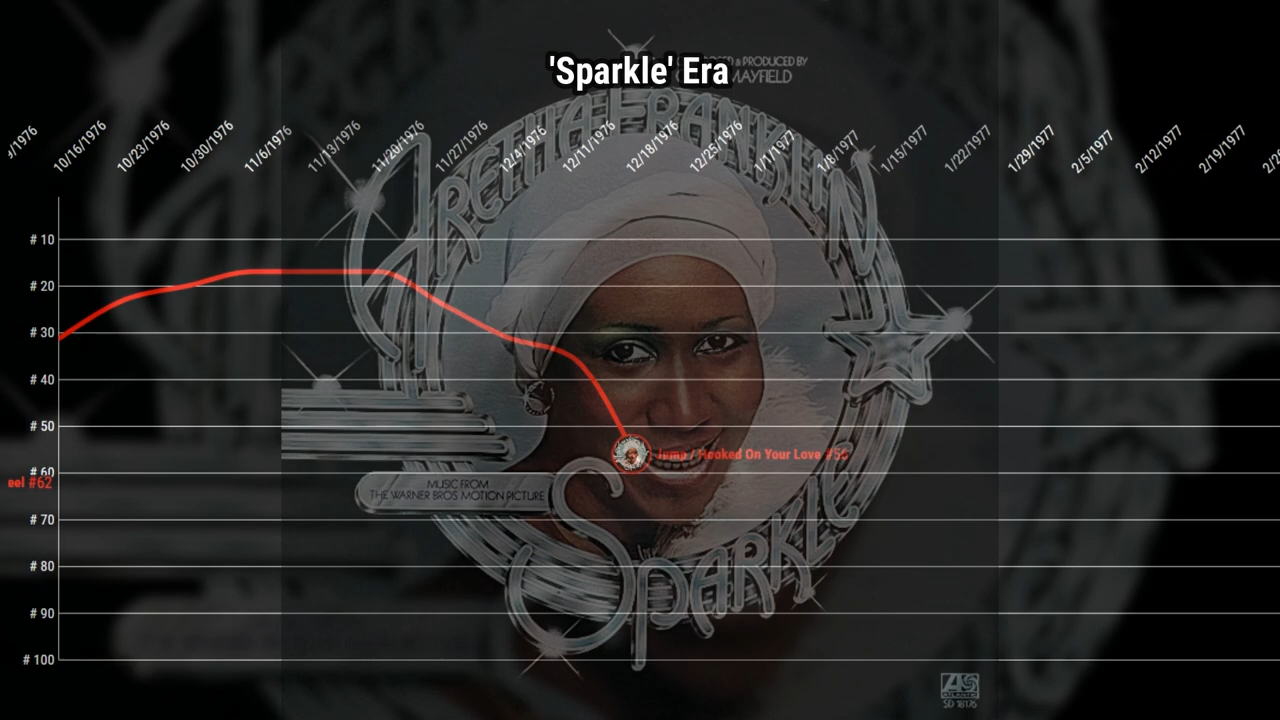 'Sparkle' Era
& PRODUCED BY
MAYFIELD
10/16/1976
10/23/1976
10/30/1976
11/6/1976
11/13/1976
11/20/1976
11/27/1976
12/4/1976
12/11/1976
12/18/1976
12/25/1976
1/1/1977
1/8/1977
1/15/1977
1/22/1977
1/29/1977
2/5/1977
2/12/1977
2/19/1977
ARETHA FRANKLIN
# 10
# 20
# 30
# 40
# 50
Jump / Hooked On Your Love
# 60
eel #62
MUSIC FROM
THE WARNER BROS. MOTION PICTURE
# 70
SPARKLE
# 80
# 90
# 100
ATLANTIC
SD 18176